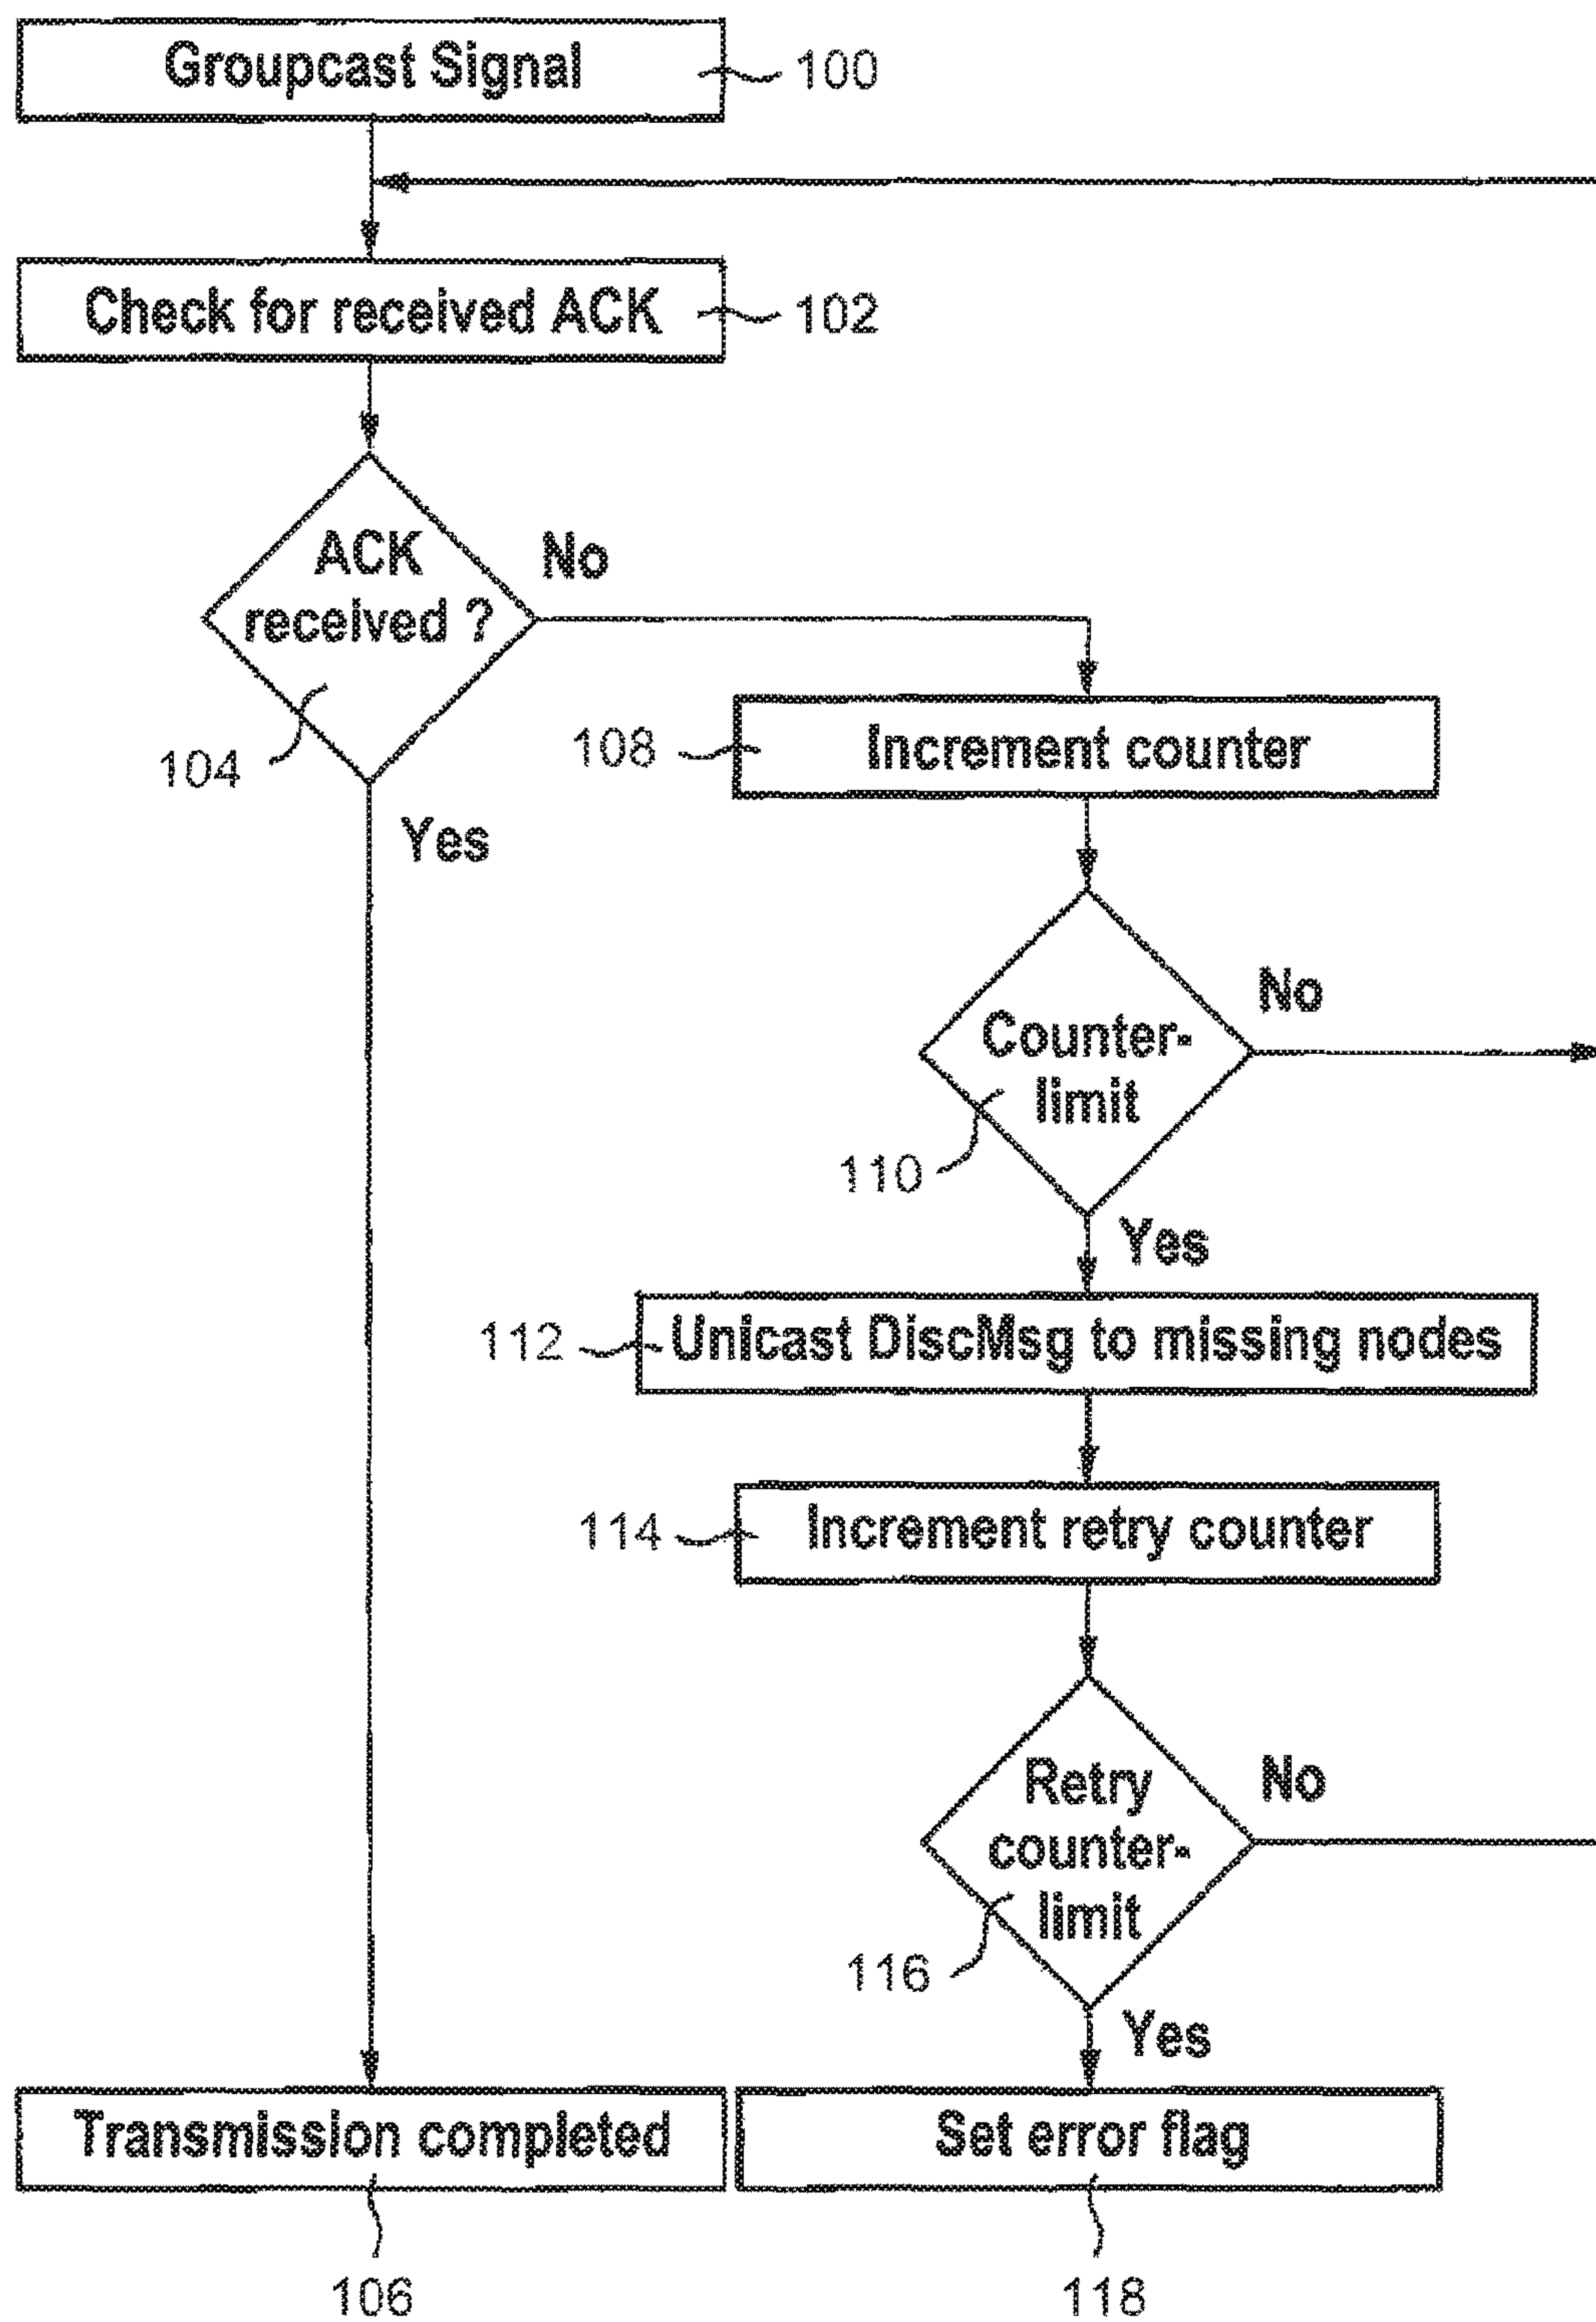 Groupcast Signal
100
Check for received ACK
102
ACK
received ?
No
104
Yes
108
Increment counter
Counter-
limit
No
110
Yes
112
Unicast DiscMsg to missing nodes
114
Increment retry counter
Retry
counter-
limit
No
116
Yes
Transmission completed
Set error flag
106
118